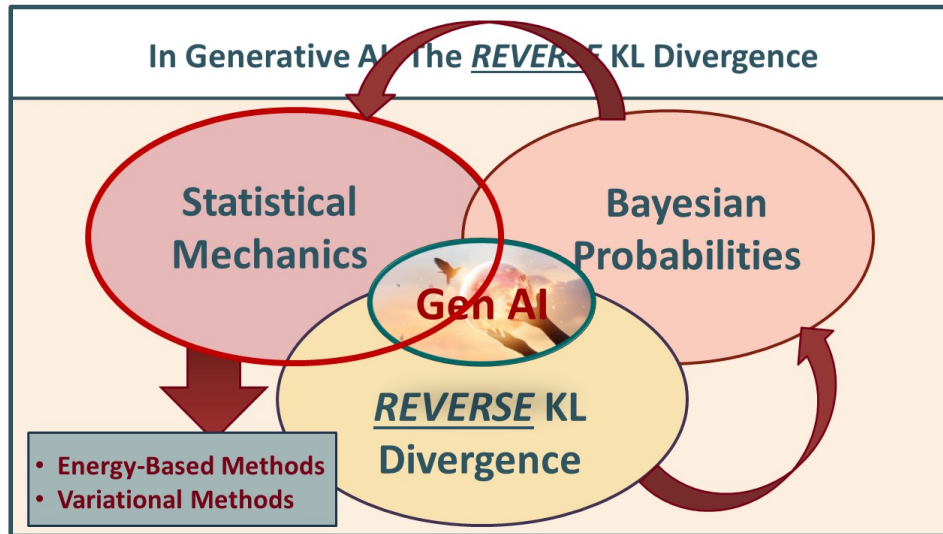 In Generative AI, The REVERSE KL Divergence
Statistical
Mechanics
Bayesian
Probabilities
Gen AI
REVERSE KL
Divergence
• Energy-Based Methods
• Variational Methods